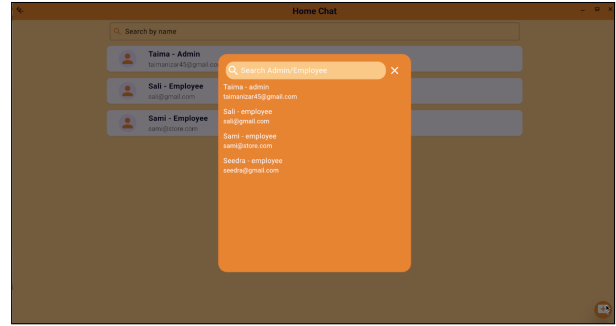 Home Chat
Search by name
Taima - Admin
taimanizar45@gmail.co
Sali - Employee
sali@gmail.com
Sami - Employee
sami@store.com
Search Admin/Employee
Taima - admin
taimanizar45@gmail.com
Sali - employee
sali@gmail.com
Sami - employee
sami@store.com
Seedra - employee
seedra@gmail.com